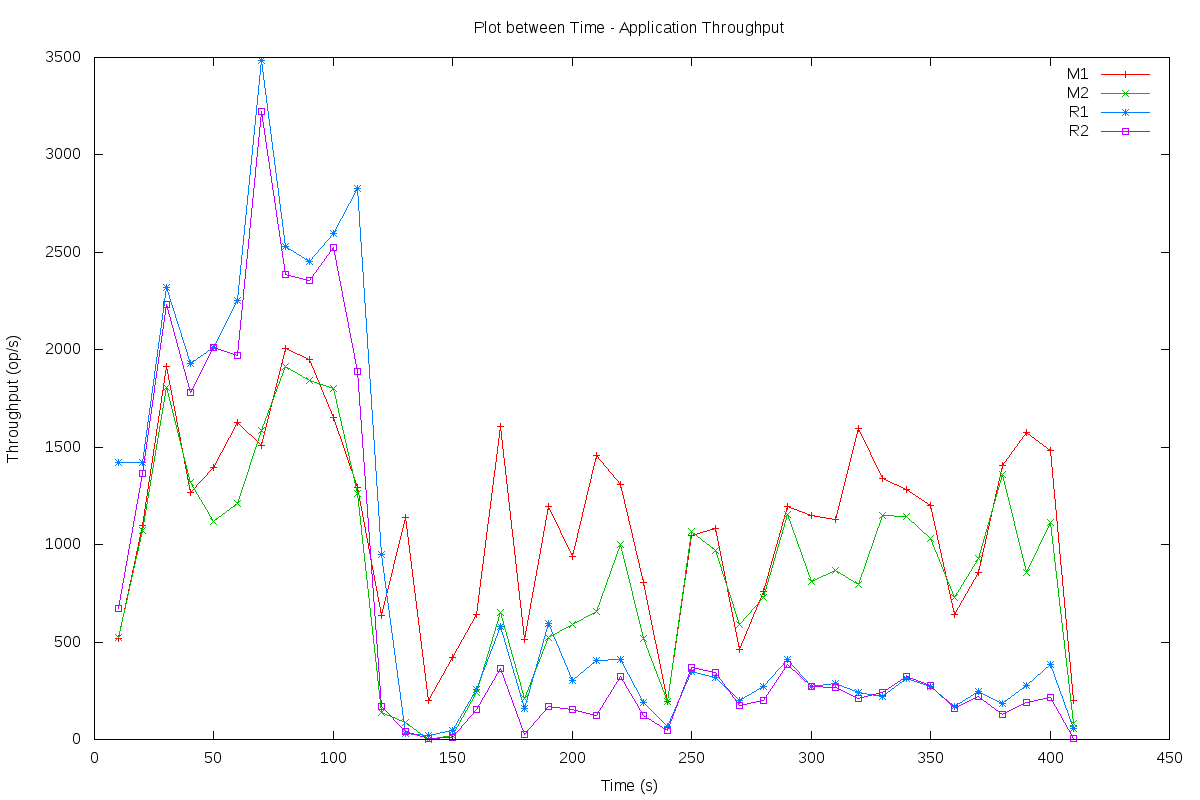 Plot between Time - Application Throughput
3500
3000
2500
2000
1500
1000
500
0
Throughput (op/s)
M1
M2
R1
R2
0 50 100 150 200 250 300 350 400 450
Time (s)